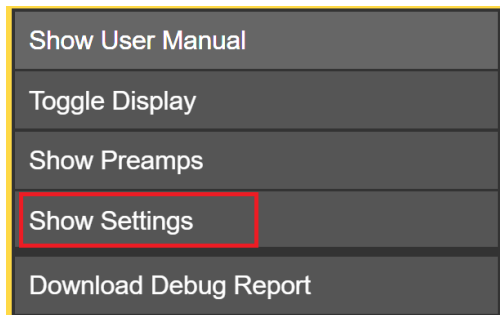 Show User Manual
Toggle Display
Show Preamps
Show Settings
Download Debug Report